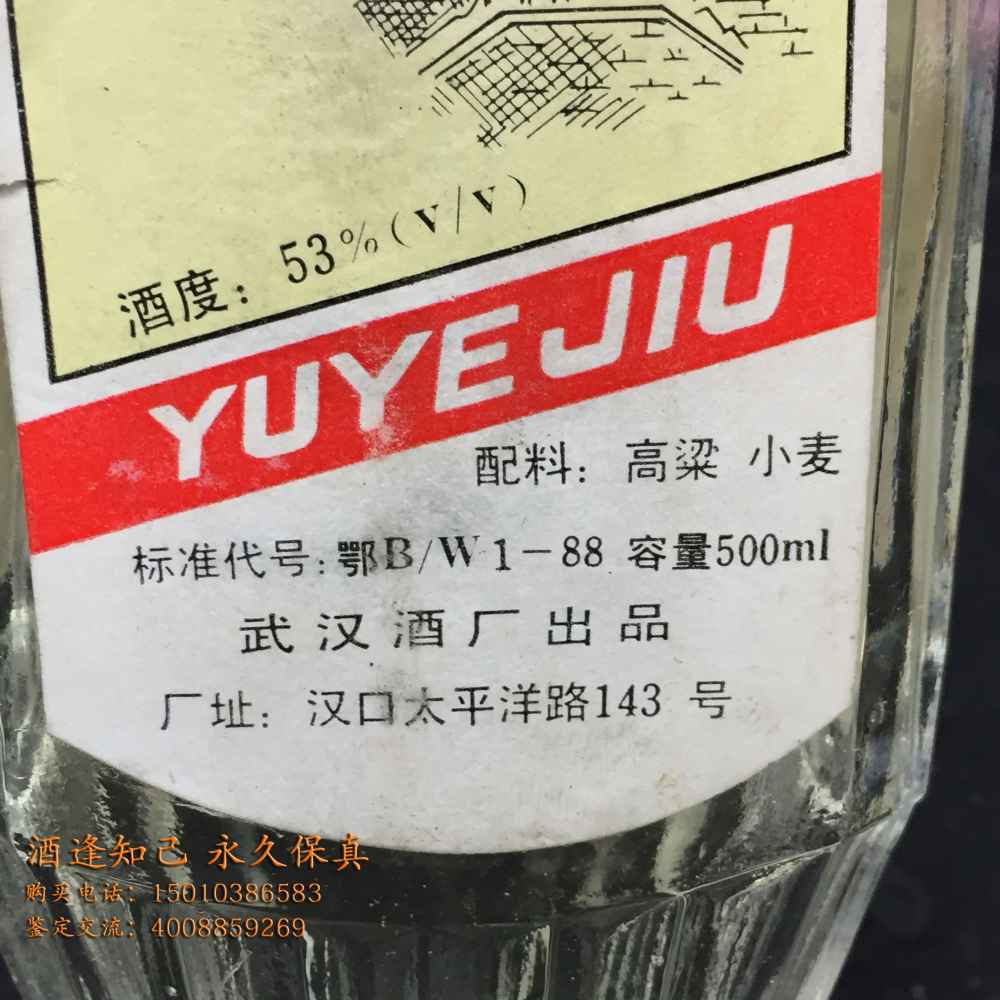 酒度：53%(V/V)
YUYEJIU
配料：高粱 小麦
标准代号：鄂B/W1－88 容量500ml
武汉酒厂出品
厂址：汉口太平洋路143号
酒逢知己 永久保真
购买电话：15010386583
鉴定交流：4008859269